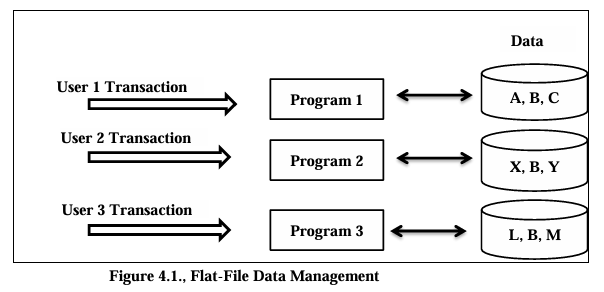 Data
User 1 Transaction
Program 1
A, B, C
User 2 Transaction
Program 2
X, B, Y
User 3 Transaction
Program 3
L, B, M
Figure 4.1., Flat-File Data Management